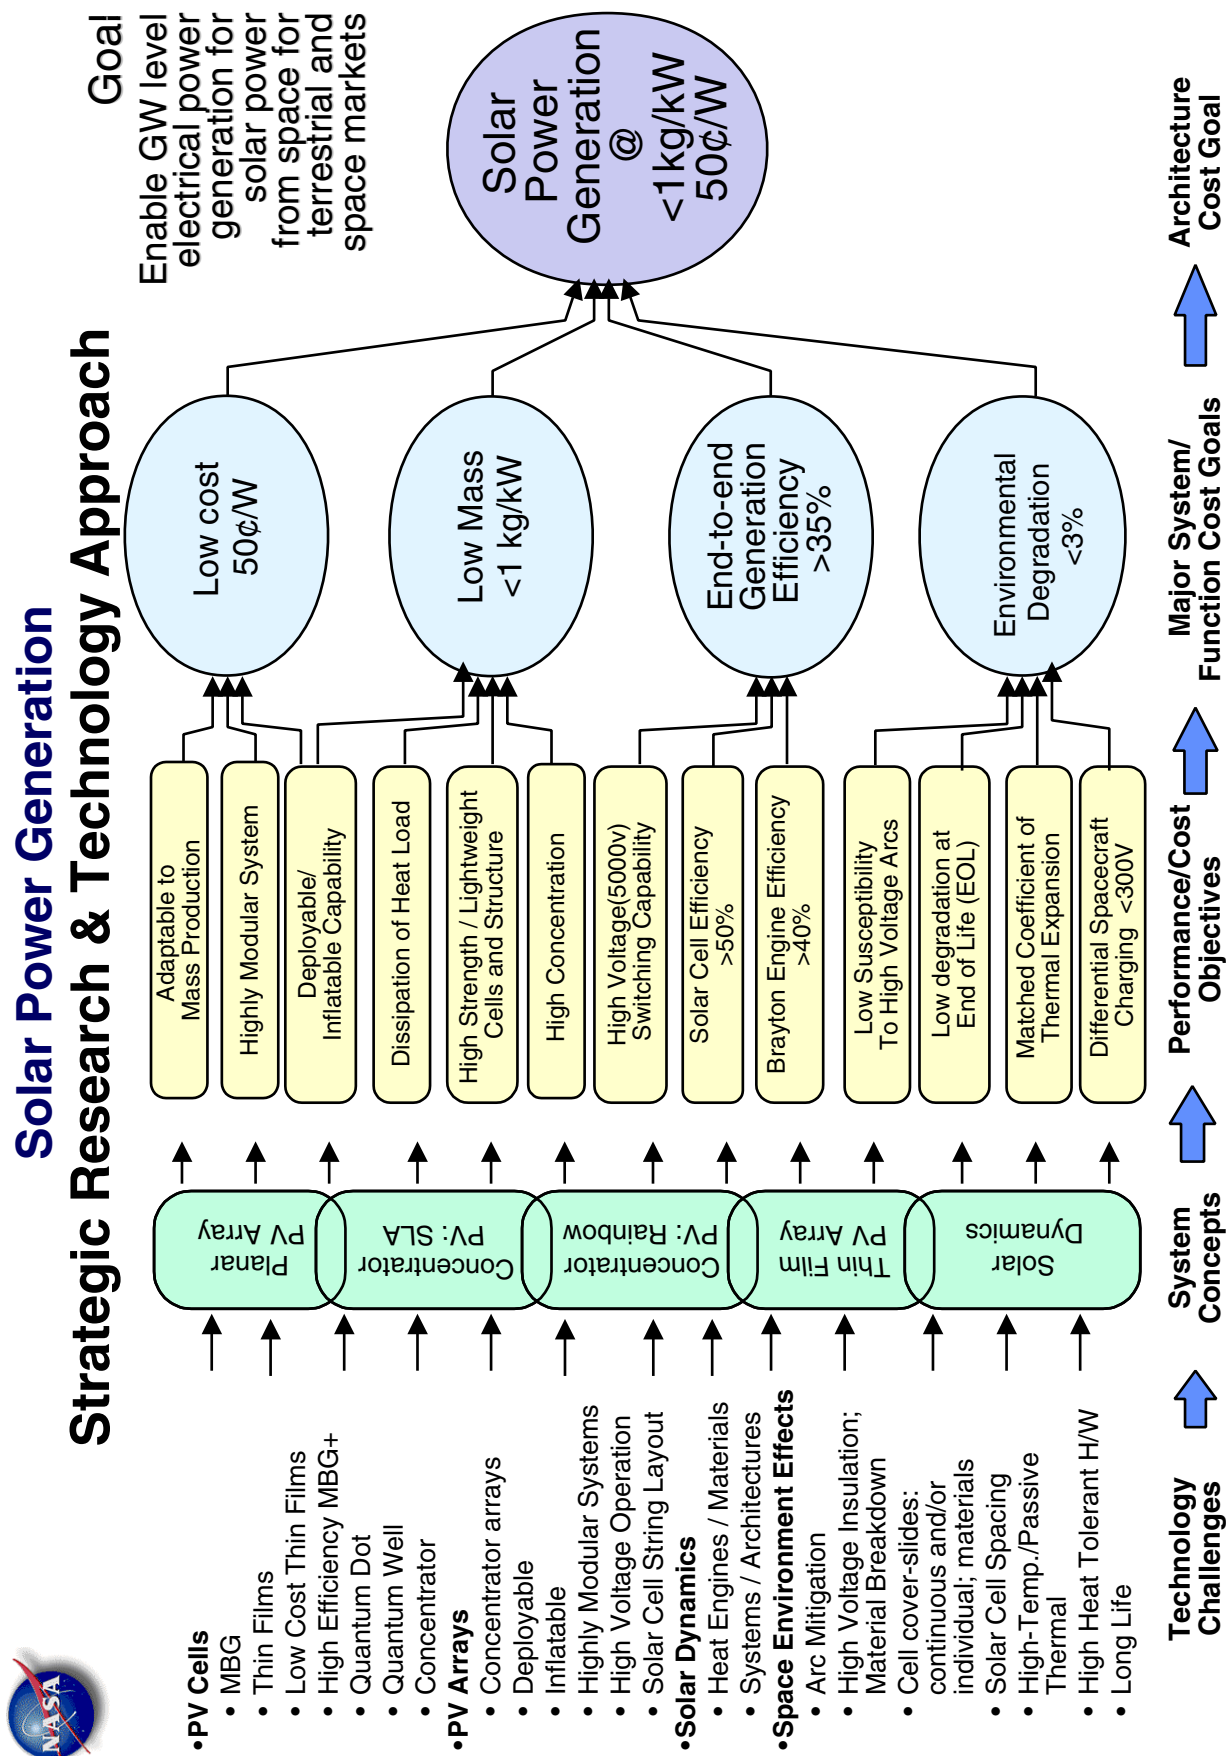 NASA
Solar Power Generation
Strategic Research & Technology Approach
Goal
Enable GW level
electrical power
generation for
solar power
from space for
terrestrial and
space markets
•PV Cells
• MBG
• Thin Films
• Low Cost Thin Films
• High Efficiency MBG+
• Quantum Dot
• Quantum Well
• Concentrator
•PV Arrays
• Concentrator arrays
• Deployable
• Inflatable
• Highly Modular Systems
• High Voltage Operation
• Solar Cell String Layout
•Solar Dynamics
• Heat Engines / Materials
• Systems / Architectures
•Space Environment Effects
• Arc Mitigation
• High Voltage Insulation;
Material Breakdown
• Cell cover-slides:
continuous and/or
individual; materials
• Solar Cell Spacing
• High-Temp./Passive
Thermal
• High Heat Tolerant H/W
• Long Life
Planar
PV Array
Concentrator
PV: SLA
Concentrator
PV: Rainbow
Thin Film
PV Array
Solar
Dynamics
Adaptable to
Mass Production
Highly Modular System
Deployable/
Inflatable Capability
Dissipation of Heat Load
High Strength / Lightweight
Cells and Structure
High Concentration
High Voltage(5000v)
Switching Capability
Solar Cell Efficiency
>50%
Brayton Engine Efficiency
>40%
Low Susceptibility
To High Voltage Arcs
Low degradation at
End of Life (EOL)
Matched Coefficient of
Thermal Expansion
Differential Spacecraft
Charging <300V
Low cost
50¢/W
Low Mass
<1 kg/kW
End-to-end
Generation
Efficiency
>35%
Environmental
Degradation
<3%
Solar
Power
Generation
@
<1kg/kW
50¢/W
Technology
Challenges
System
Concepts
Performance/Cost
Objectives
Major System/
Function Cost Goals
Architecture
Cost Goal